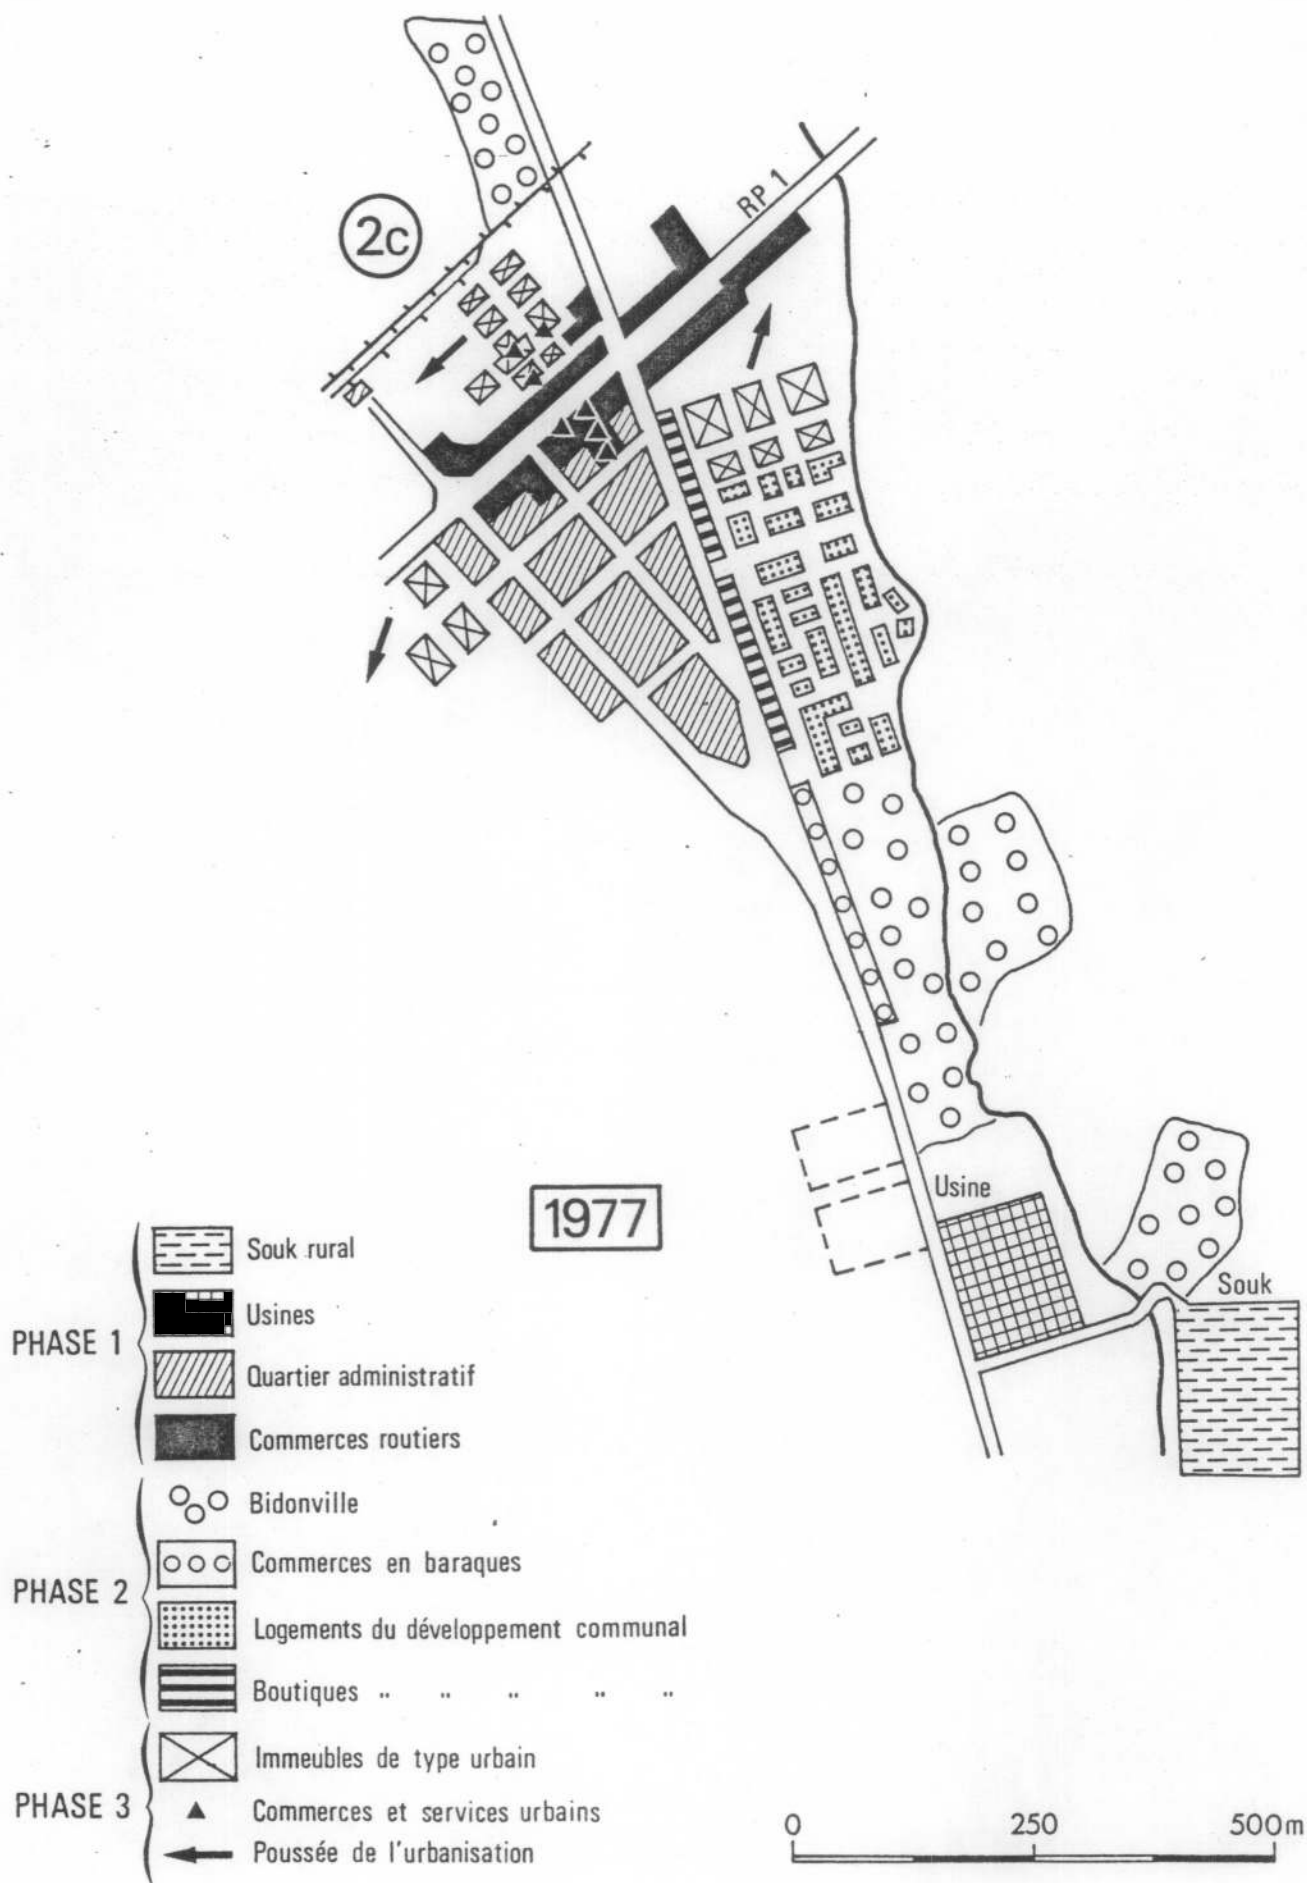 RP 1
2c
Usine
1977
Souk
PHASE 1
Souk rural
Usines
Quartier administratif
Commerces routiers
PHASE 2
Bidonville
Commerces en baraques
Logements du développement communal
Boutiques " " " " "
PHASE 3
Immeubles de type urbain
Commerces et services urbains
Poussée de l'urbanisation
0 250 500m